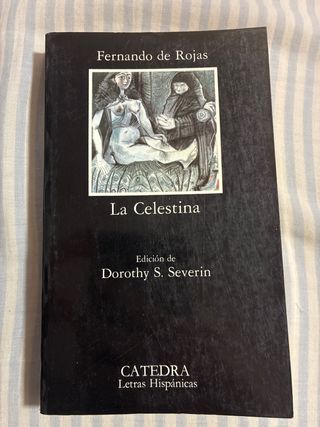 Fernando de Rojas
La Celestina
Edición de
Dorothy S. Severin
CATEDRA
Letras Hispánicas